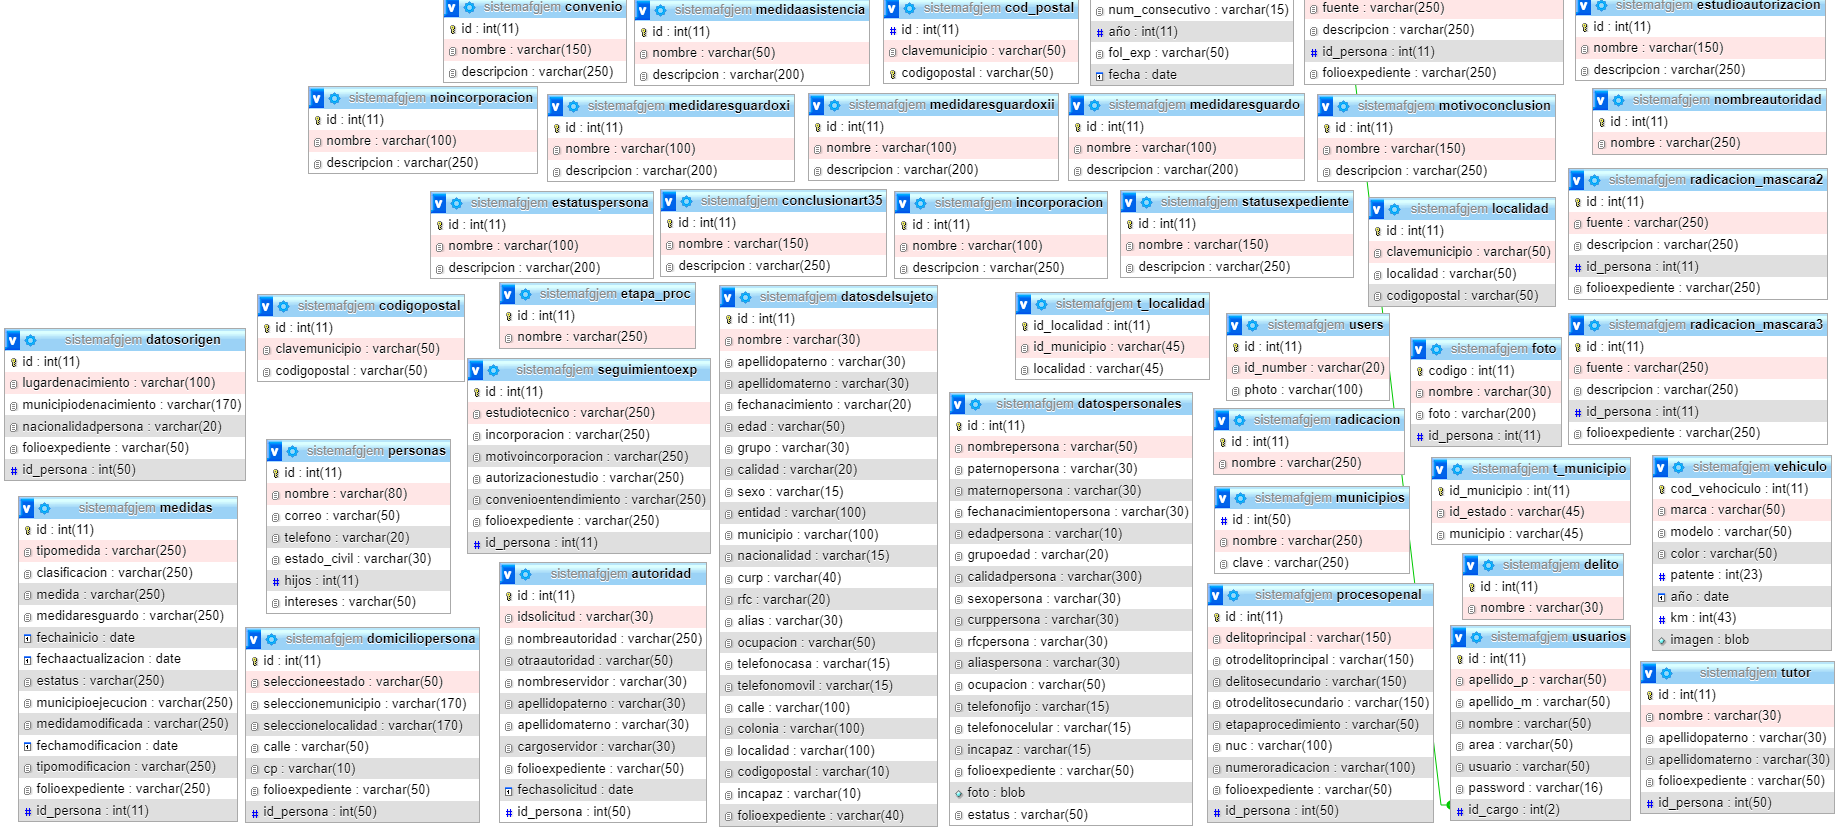 sistemafgjem convenio
id : int(11)
nombre : varchar(150)
descripcion : varchar(250)
sistemafgjem medidaasistencia
id : int(11)
nombre : varchar(50)
descripcion : varchar(200)
sistemafgjem cod_postal
id : int(11)
clavemunicipio : varchar(50)
codigopostal : varchar(50)
num_consecutivo : varchar(15)
año : int(11)
fol_exp : varchar(50)
fecha : date
fuente : varchar(250)
descripcion : varchar(250)
id_persona : int(11)
folioexpediente : varchar(250)
sistemafgjem estudioautorizacion
id : int(11)
nombre : varchar(150)
descripcion : varchar(250)
sistemafgjem noincorporacion
id : int(11)
nombre : varchar(100)
descripcion : varchar(250)
sistemafgjem medidaresguardoxi
id : int(11)
nombre : varchar(100)
descripcion : varchar(200)
sistemafgjem medidaresguardoxii
id : int(11)
nombre : varchar(100)
descripcion : varchar(200)
sistemafgjem medidaresguardo
id : int(11)
nombre : varchar(100)
descripcion : varchar(200)
sistemafgjem motivoconclusion
id : int(11)
nombre : varchar(150)
descripcion : varchar(250)
sistemafgjem nombreautoridad
id : int(11)
nombre : varchar(250)
sistemafgjem estatuspersona
id : int(11)
nombre : varchar(100)
descripcion : varchar(200)
sistemafgjem conclusionart35
id : int(11)
nombre : varchar(150)
descripcion : varchar(250)
sistemafgjem incorporacion
id : int(11)
nombre : varchar(100)
descripcion : varchar(250)
sistemafgjem statusexpediente
id : int(11)
nombre : varchar(150)
descripcion : varchar(250)
sistemafgjem localidad
id : int(11)
clavemunicipio : varchar(50)
localidad : varchar(50)
codigopostal : varchar(50)
sistemafgjem radicacion_mascara2
id : int(11)
fuente : varchar(250)
descripcion : varchar(250)
id_persona : int(11)
folioexpediente : varchar(250)
sistemafgjem datosorigen
id : int(11)
lugardenacimiento : varchar(100)
municipiodenacimiento : varchar(170)
nacionalidadpersona : varchar(20)
folioexpediente : varchar(50)
id_persona : int(50)
sistemafgjem codigopostal
id : int(11)
clavemunicipio : varchar(50)
codigopostal : varchar(50)
sistemafgjem etapa_proc
id : int(11)
nombre : varchar(250)
sistemafgjem seguimientoexp
id : int(11)
estudiotecnico : varchar(250)
incorporacion : varchar(250)
motivoincorporacion : varchar(250)
autorizacionestudio : varchar(250)
convenioentendimiento : varchar(250)
folioexpediente : varchar(250)
id_persona : int(11)
sistemafgjem datosdelsujeto
id : int(11)
nombre : varchar(30)
apellidopaterno : varchar(30)
apellidomaterno : varchar(30)
fechanacimiento : varchar(20)
edad : varchar(50)
grupo : varchar(30)
calidad : varchar(20)
sexo : varchar(15)
entidad : varchar(100)
municipio : varchar(100)
nacionalidad : varchar(15)
curp : varchar(40)
rfc : varchar(20)
alias : varchar(30)
ocupacion : varchar(50)
telefonocasa : varchar(15)
telefonomovil : varchar(15)
calle : varchar(100)
colonia : varchar(100)
localidad : varchar(100)
codigopostal : varchar(10)
incapaz : varchar(10)
folioexpediente : varchar(40)
sistemafgjem t_localidad
id_localidad : int(11)
id_municipio : varchar(45)
localidad : varchar(45)
sistemafgjem users
id : int(11)
id_number : varchar(20)
photo : varchar(100)
sistemafgjem foto
codigo : int(11)
nombre : varchar(30)
foto : varchar(200)
id_persona : int(11)
sistemafgjem radicacion_mascara3
id : int(11)
fuente : varchar(250)
descripcion : varchar(250)
id_persona : int(11)
folioexpediente : varchar(250)
sistemafgjem datospersonales
id : int(11)
nombrepersona : varchar(50)
paternopersona : varchar(30)
maternopersona : varchar(30)
fechanacimientopersona : varchar(30)
edadpersona : varchar(10)
grupoedad : varchar(20)
calidadpersona : varchar(300)
sexopersona : varchar(30)
curppersona : varchar(30)
rfcpersona : varchar(30)
aliaspersona : varchar(30)
ocupacion : varchar(50)
telefonofijo : varchar(15)
telefonocelular : varchar(15)
incapaz : varchar(15)
folioexpediente : varchar(50)
foto : blob
estatus : varchar(50)
sistemafgjem radicacion
id : int(11)
nombre : varchar(250)
sistemafgjem municipios
id : int(50)
nombre : varchar(250)
clave : varchar(250)
sistemafgjem t_municipio
id_municipio : int(11)
id_estado : varchar(45)
municipio : varchar(45)
sistemafgjem vehiculo
cod_vehociculo : int(11)
marca : varchar(50)
modelo : varchar(50)
color : varchar(50)
patente : int(23)
año : date
km : int(43)
imagen : blob
sistemafgjem personas
id : int(11)
nombre : varchar(80)
correo : varchar(50)
telefono : varchar(20)
estado_civil : varchar(30)
hijos : int(11)
intereses : varchar(50)
sistemafgjem medidas
id : int(11)
tipomedida : varchar(250)
clasificacion : varchar(250)
medida : varchar(250)
medidaresguardo : varchar(250)
fechainicio : date
fechaactualizacion : date
estatus : varchar(250)
municipioejecucion : varchar(250)
medidamodificada : varchar(250)
fechamodificacion : date
tipomodificacion : varchar(250)
folioexpediente : varchar(250)
id_persona : int(11)
sistemafgjem domiciliopersona
id : int(11)
seleccioneestado : varchar(50)
seleccionemunicipio : varchar(170)
seleccionelocalidad : varchar(170)
calle : varchar(50)
cp : varchar(10)
folioexpediente : varchar(50)
id_persona : int(50)
sistemafgjem autoridad
id : int(11)
idsolicitud : varchar(30)
nombreautoridad : varchar(250)
otraautoridad : varchar(50)
nombreservidor : varchar(30)
apellidopaterno : varchar(30)
apellidomaterno : varchar(30)
cargoservidor : varchar(30)
folioexpediente : varchar(50)
fechasolicitud : date
id_persona : int(50)
sistemafgjem procesopenal
id : int(11)
delitoprincipal : varchar(150)
otrodelitoprincipal : varchar(150)
delitosecundario : varchar(150)
otrodelitosecundario : varchar(150)
etapaprocedimiento : varchar(50)
nuc : varchar(100)
numeroradicacion : varchar(100)
folioexpediente : varchar(50)
id_persona : int(50)
sistemafgjem delito
id : int(11)
nombre : varchar(30)
sistemafgjem usuarios
id : int(11)
apellido_p : varchar(50)
apellido_m : varchar(50)
nombre : varchar(50)
area : varchar(50)
usuario : varchar(50)
password : varchar(16)
id_cargo : int(2)
sistemafgjem tutor
id : int(11)
nombre : varchar(30)
apellidopaterno : varchar(30)
apellidomaterno : varchar(30)
folioexpediente : varchar(50)
id_persona : int(50)